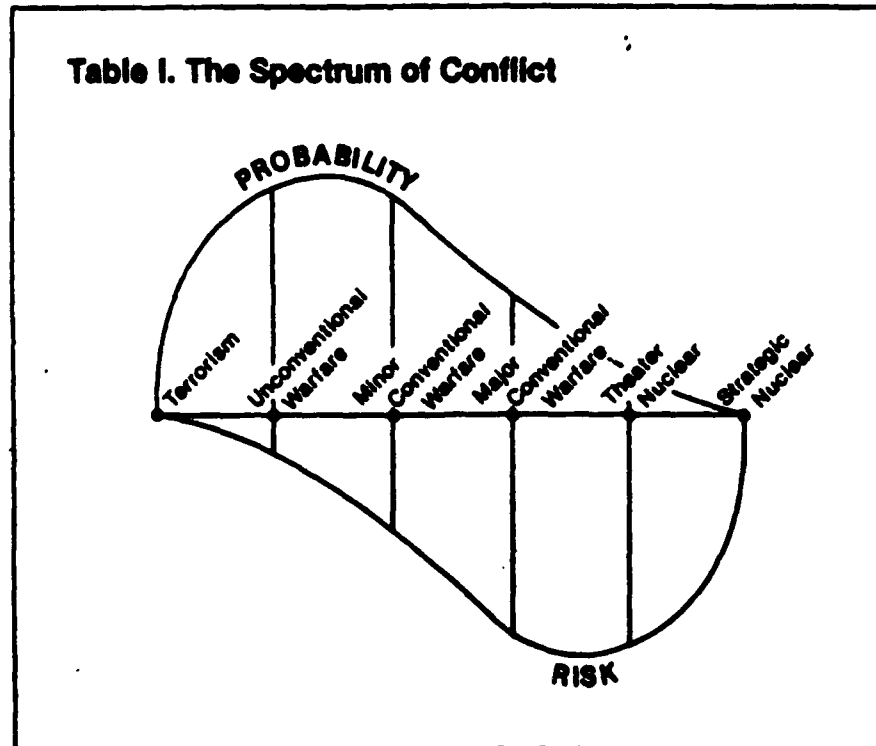 Table I. The Spectrum of Conflict
PROBABILITY
Terrorism
Unconventional
Warfare
Minor
Conventional
Warfare
Major
Conventional
Warfare
Theater
Nuclear
Strategic
Nuclear
RISK